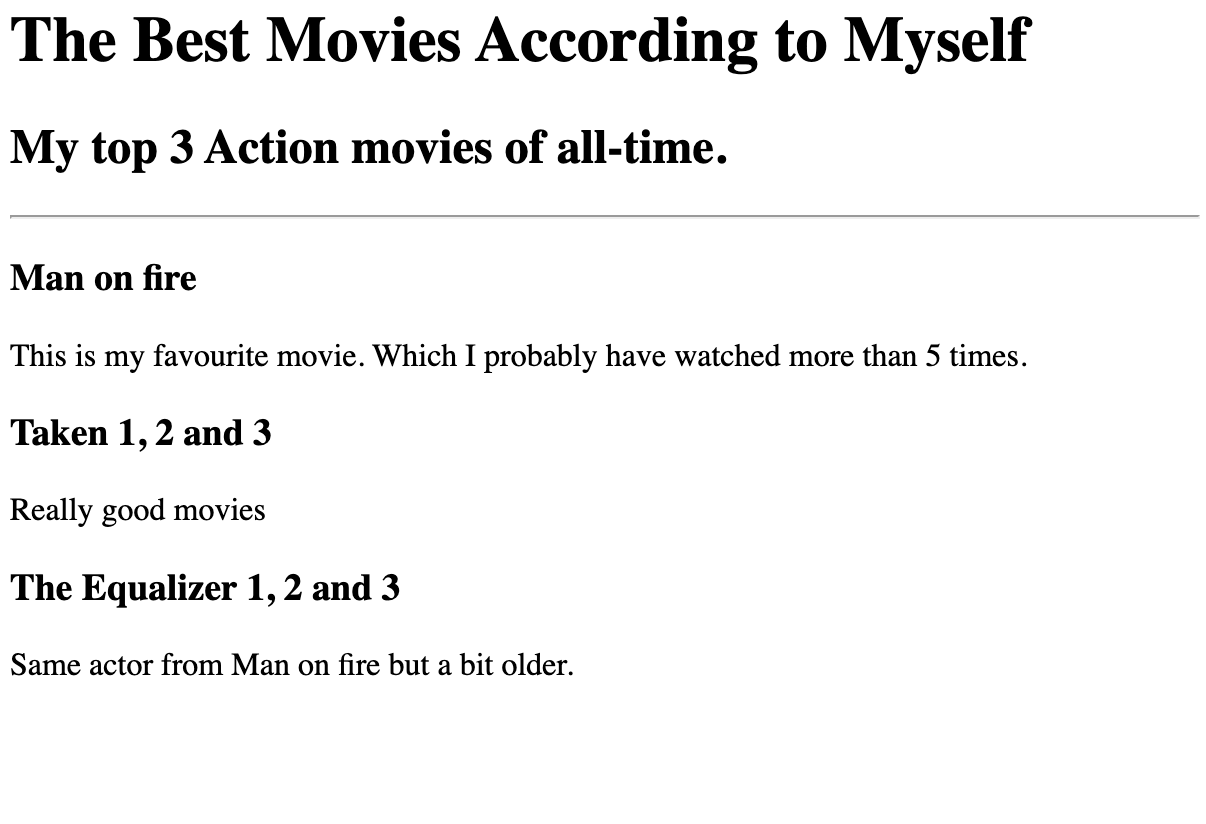 The Best Movies According to Myself
My top 3 Action movies of all-time.
Man on fire
This is my favourite movie. Which I probably have watched more than 5 times.
Taken 1, 2 and 3
Really good movies
The Equalizer 1, 2 and 3
Same actor from Man on fire but a bit older.